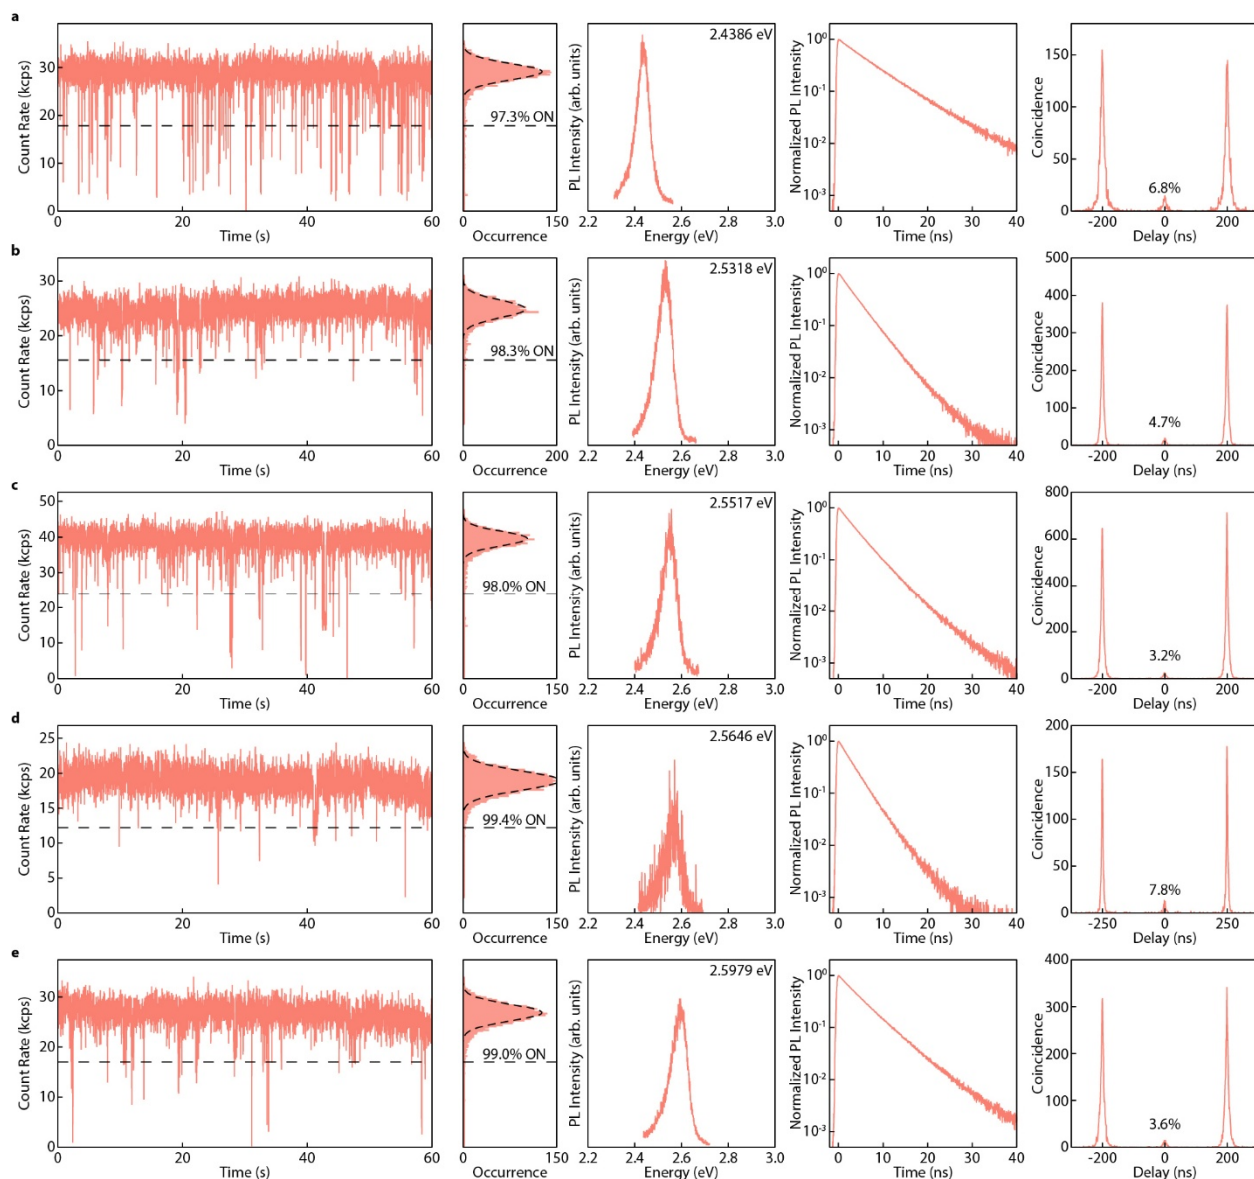 a
Count Rate (kcps)
30
20
10
0
0
20
40
60
Time (s)
97.3% ON
0
150
Occurrence
PL Intensity (arb. units)
2.4386 eV
2.2
2.4
2.6
2.8
3.0
Energy (eV)
Normalized PL Intensity
10⁰
10⁻¹
10⁻²
10⁻³
0
10
20
30
40
Time (ns)
Coincidence
150
100
50
0
6.8%
-200
0
200
Delay (ns)
b
Count Rate (kcps)
30
20
10
0
0
20
40
60
Time (s)
98.3% ON
0
200
Occurrence
PL Intensity (arb. units)
2.5318 eV
2.2
2.4
2.6
2.8
3.0
Energy (eV)
Normalized PL Intensity
10⁰
10⁻¹
10⁻²
10⁻³
0
10
20
30
40
Time (ns)
Coincidence
500
400
300
200
100
0
4.7%
-200
0
200
Delay (ns)
c
Count Rate (kcps)
50
40
30
20
10
0
0
20
40
60
Time (s)
98.0% ON
0
150
Occurrence
PL Intensity (arb. units)
2.5517 eV
2.2
2.4
2.6
2.8
3.0
Energy (eV)
Normalized PL Intensity
10⁰
10⁻¹
10⁻²
10⁻³
0
10
20
30
40
Time (ns)
Coincidence
800
600
400
200
0
3.2%
-200
0
200
Delay (ns)
d
Count Rate (kcps)
25
20
15
10
5
0
0
20
40
60
Time (s)
99.4% ON
0
150
Occurrence
PL Intensity (arb. units)
2.5646 eV
2.2
2.4
2.6
2.8
3.0
Energy (eV)
Normalized PL Intensity
10⁰
10⁻¹
10⁻²
10⁻³
0
10
20
30
40
Time (ns)
Coincidence
200
150
100
50
0
7.8%
-250
0
250
Delay (ns)
e
Count Rate (kcps)
30
20
10
0
0
20
40
60
Time (s)
99.0% ON
0
150
Occurrence
PL Intensity (arb. units)
2.5979 eV
2.2
2.4
2.6
2.8
3.0
Energy (eV)
Normalized PL Intensity
10⁰
10⁻¹
10⁻²
10⁻³
0
10
20
30
40
Time (ns)
Coincidence
400
300
200
100
0
3.6%
-200
0
200
Delay (ns)